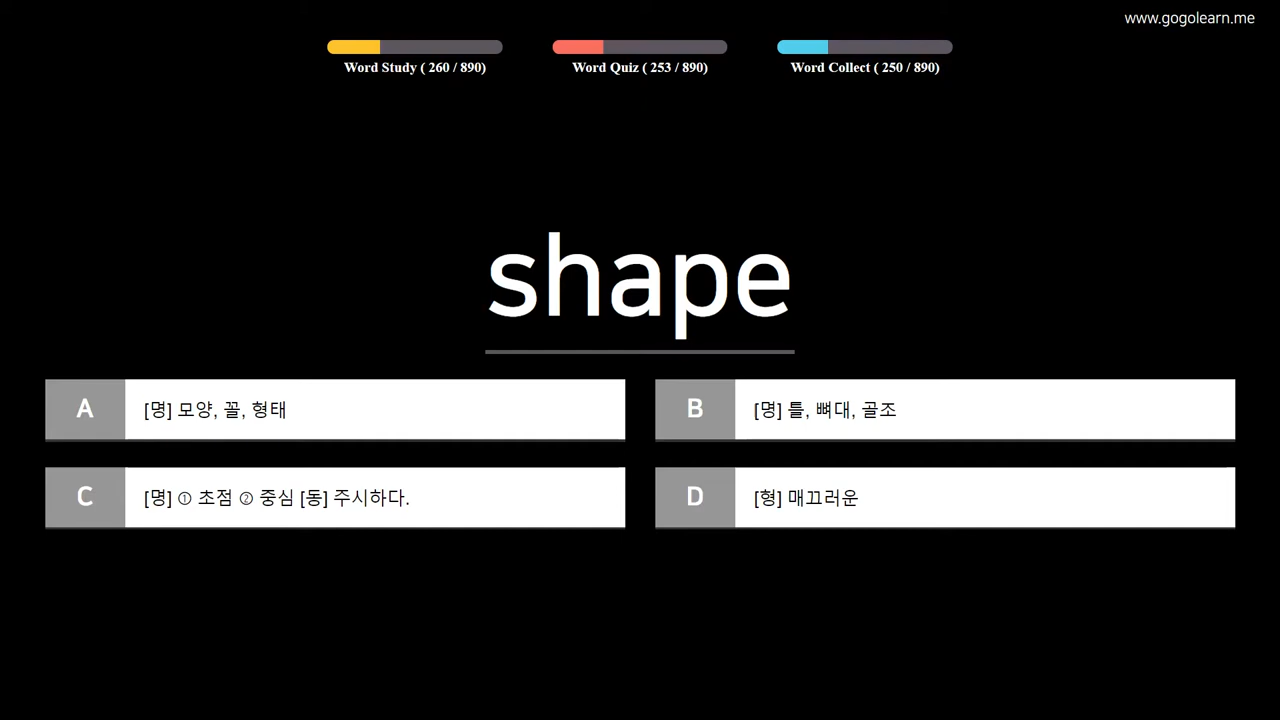 www.gogolearn.me
Word Study ( 260 / 890)
Word Quiz ( 253 / 890)
Word Collect ( 250 / 890)
shape
A [명] 모양, 꼴, 형태
B [명] 틀, 뼈대, 골조
C [명] ① 초점 ② 중심 [동] 주시하다.
D [형] 매끄러운